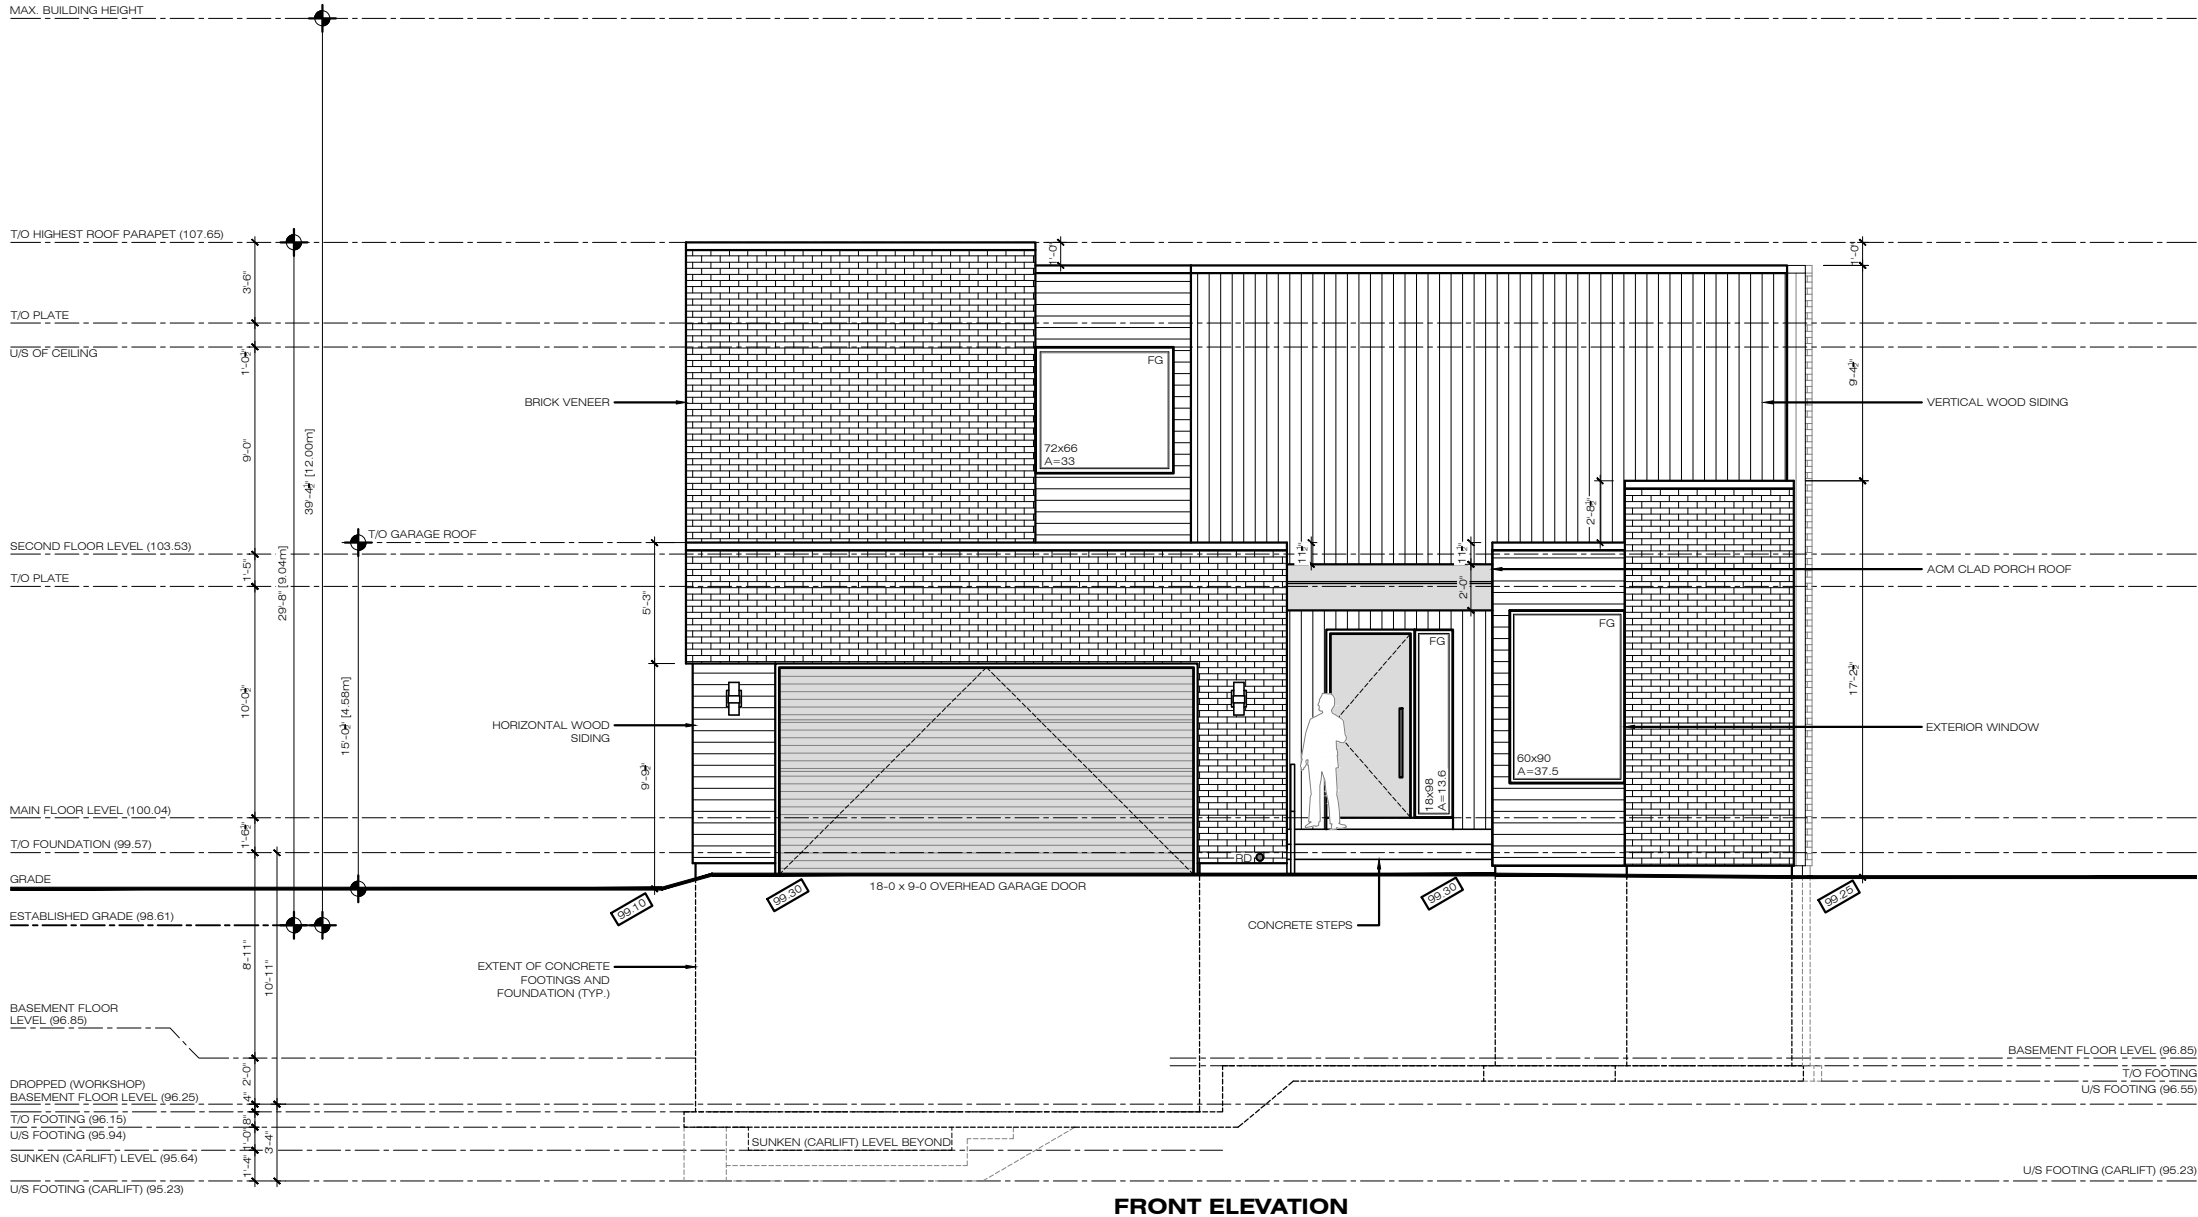 MAX. BUILDING HEIGHT
T/O HIGHEST ROOF PARAPET (107.65)
1'-0"
1'-0"
3'-6"
T/O PLATE
U/S OF CEILING
1'-0½"
FG
9'-4½"
BRICK VENEER
VERTICAL WOOD SIDING
9'-0"
72x66
A=33
39'-4½" [12.00m]
2'-8½"
T/O GARAGE ROOF
SECOND FLOOR LEVEL (103.53)
11½"
11½"
1'-5"
T/O PLATE
29'-8" [9.04m]
5'-3"
2'-0"
ACM CLAD PORCH ROOF
FG
FG
10'-0½"
15'-0½" [4.58m]
17'-2½"
HORIZONTAL WOOD
SIDING
EXTERIOR WINDOW
9'-9½"
60x90
A=37.5
18x98
A=13.6
MAIN FLOOR LEVEL (100.04)
1'-6½"
T/O FOUNDATION (99.57)
RD
GRADE
18-0 x 9-0 OVERHEAD GARAGE DOOR
99.10
99.30
99.30
99.25
ESTABLISHED GRADE (98.61)
CONCRETE STEPS
8'-11"
10'-11"
EXTENT OF CONCRETE
FOOTINGS AND
FOUNDATION (TYP.)
BASEMENT FLOOR
LEVEL (96.85)
BASEMENT FLOOR LEVEL (96.85)
2'-0"
T/O FOOTING
DROPPED (WORKSHOP)
BASEMENT FLOOR LEVEL (96.25)
U/S FOOTING (96.55)
4"
T/O FOOTING (96.15)
8"
U/S FOOTING (95.94)
1'-0"
3'-4"
SUNKEN (CARLIFT) LEVEL BEYOND
SUNKEN (CARLIFT) LEVEL (95.64)
1'-4"
U/S FOOTING (CARLIFT) (95.23)
U/S FOOTING (CARLIFT) (95.23)
FRONT ELEVATION